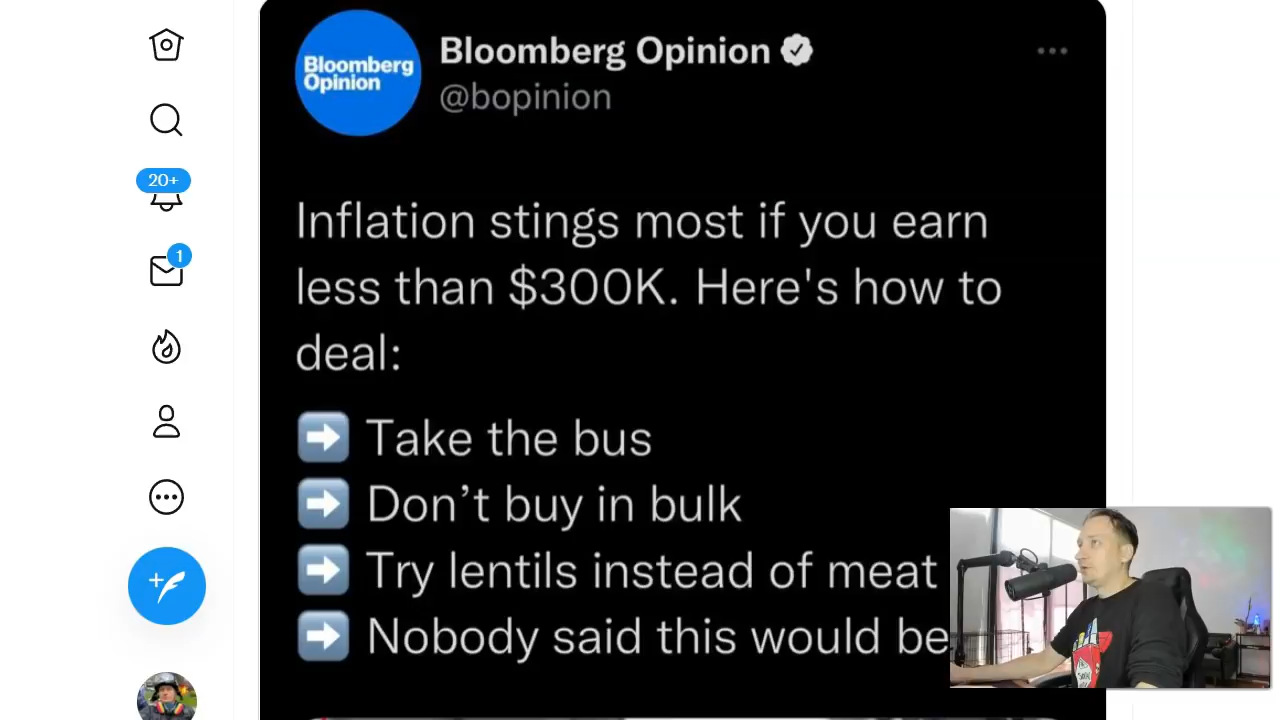 Bloomberg Opinion
@bopinion
Bloomberg
Opinion
20+
1
Inflation stings most if you earn
less than $300K. Here's how to
deal:
Take the bus
Don’t buy in bulk
Try lentils instead of meat
Nobody said this would be